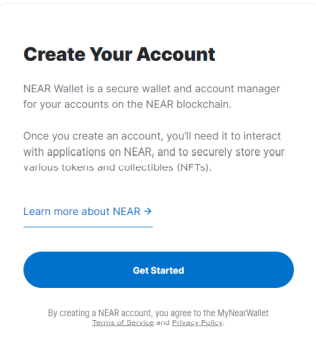 Create Your Account
NEAR Wallet is a secure wallet and account manager
for your accounts on the NEAR blockchain.
Once you create an account, you'll need it to interact
with applications on NEAR, and to securely store your
various tokens and collectibles (NFTs).
Learn more about NEAR →
Get Started
By creating a NEAR account, you agree to the MyNearWallet
Terms of Service and Privacy Policy.